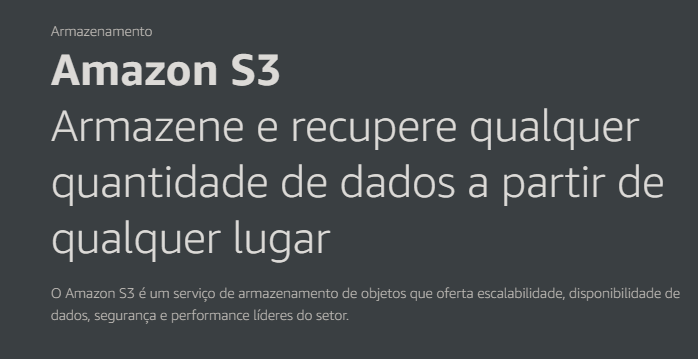 Armazenamento
Amazon S3
Armazene e recupere qualquer
quantidade de dados a partir de
qualquer lugar
O Amazon S3 é um serviço de armazenamento de objetos que oferta escalabilidade, disponibilidade de
dados, segurança e performance líderes do setor.